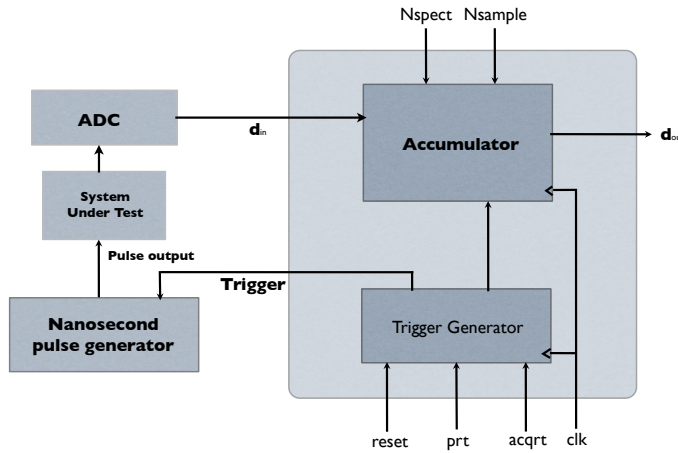 Nspect Nsample
ADC
din
Accumulator
System
Under Test
Pulse output
Trigger
Nanosecond
pulse generator
Trigger Generator
reset prt acqrt clk